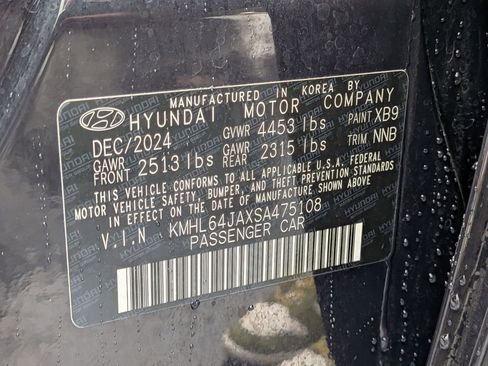 MANUFACTURED IN KOREA BY
HYUNDAI MOTOR COMPANY
DEC/2024 GVWR 4453 lbs PAINT XB9
GAWR FRONT 2513 lbs GAWR REAR 2315 lbs TRIM NNB
THIS VEHICLE CONFORMS TO ALL APPLICABLE U.S.A. FEDERAL
MOTOR VEHICLE SAFETY, BUMPER, AND THEFT PREVENTION STANDARDS
IN EFFECT ON THE DATE OF MANUFACTURE SHOWN ABOVE.
V.I.N KMHL64JAXSA475108
PASSENGER CAR